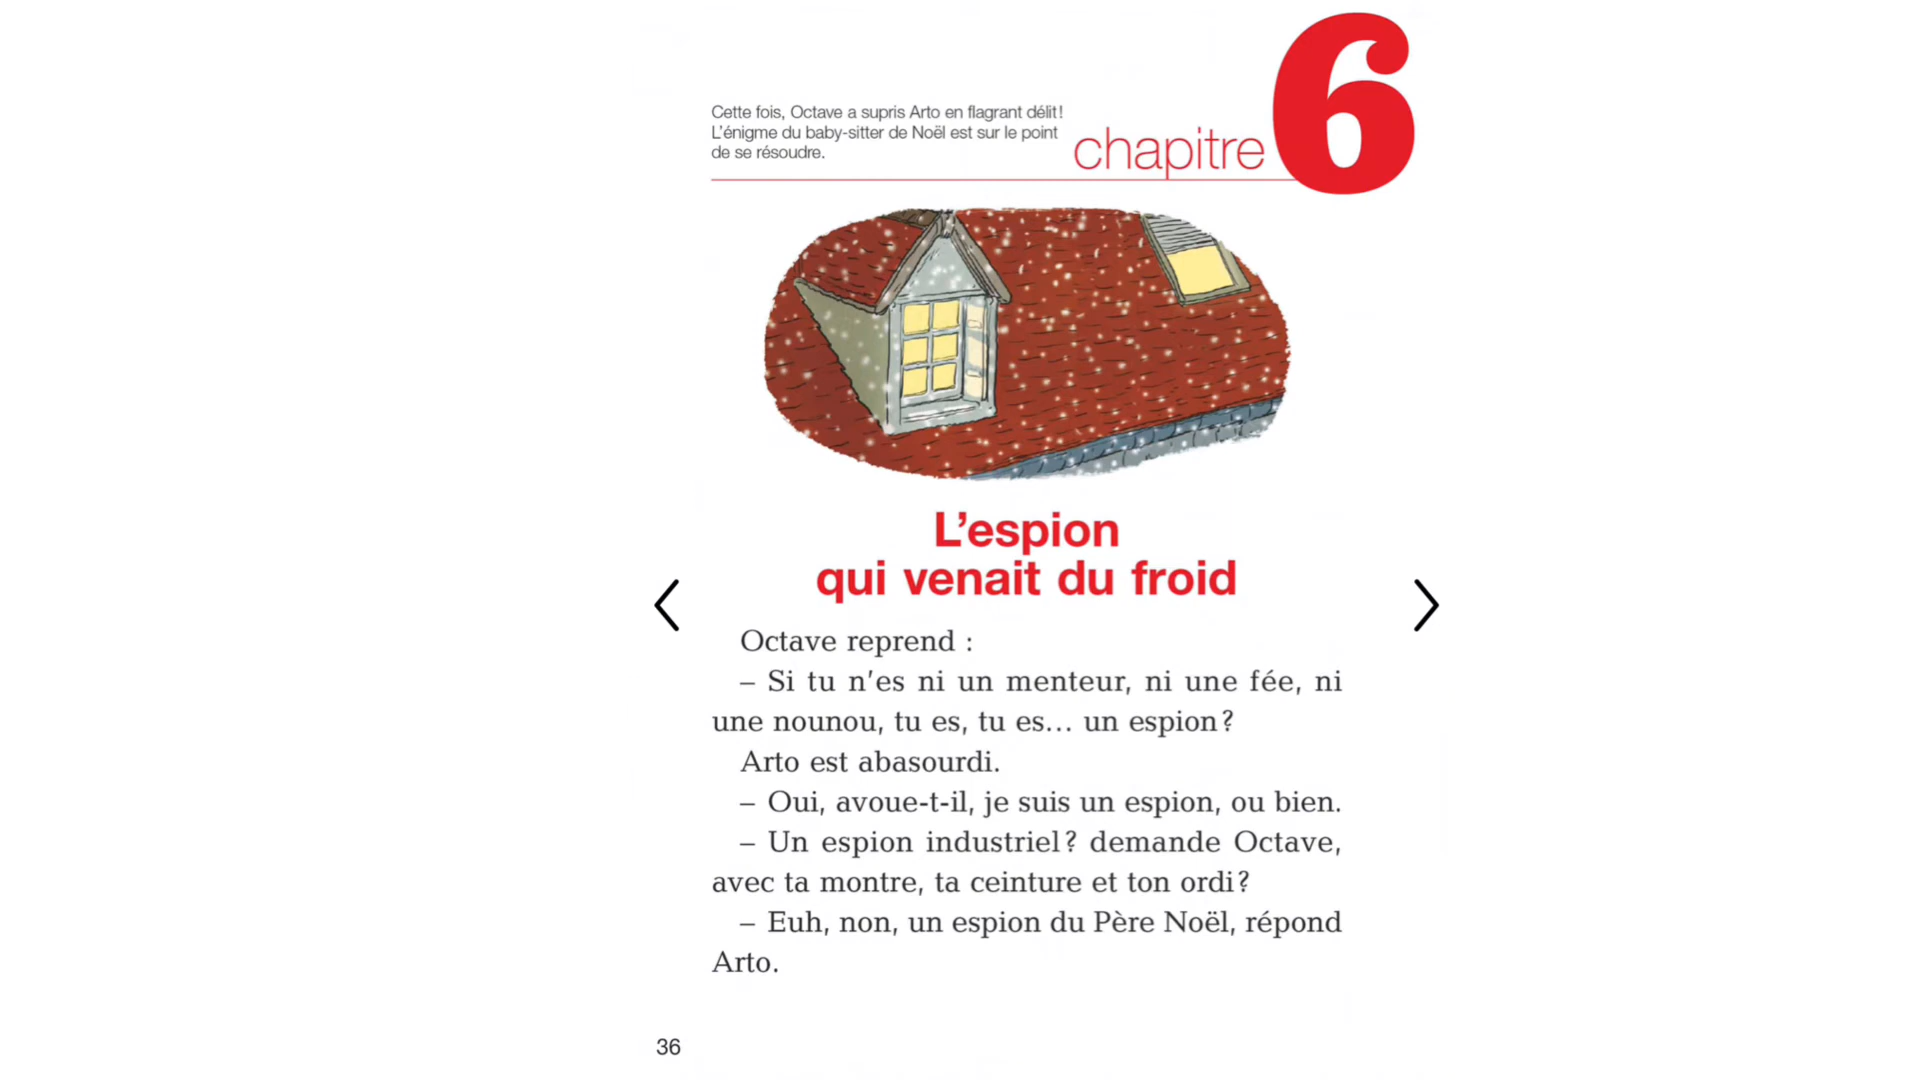 Cette fois, Octave a supris Arto en flagrant délit!
L'énigme du baby-sitter de Noël est sur le point
de se résoudre.
chapitre 6
L'espion
qui venait du froid
Octave reprend :
– Si tu n'es ni un menteur, ni une fée, ni
une nounou, tu es, tu es... un espion?
Arto est abasourdi.
– Oui, avoue-t-il, je suis un espion, ou bien.
– Un espion industriel? demande Octave,
avec ta montre, ta ceinture et ton ordi?
– Euh, non, un espion du Père Noël, répond
Arto.
36